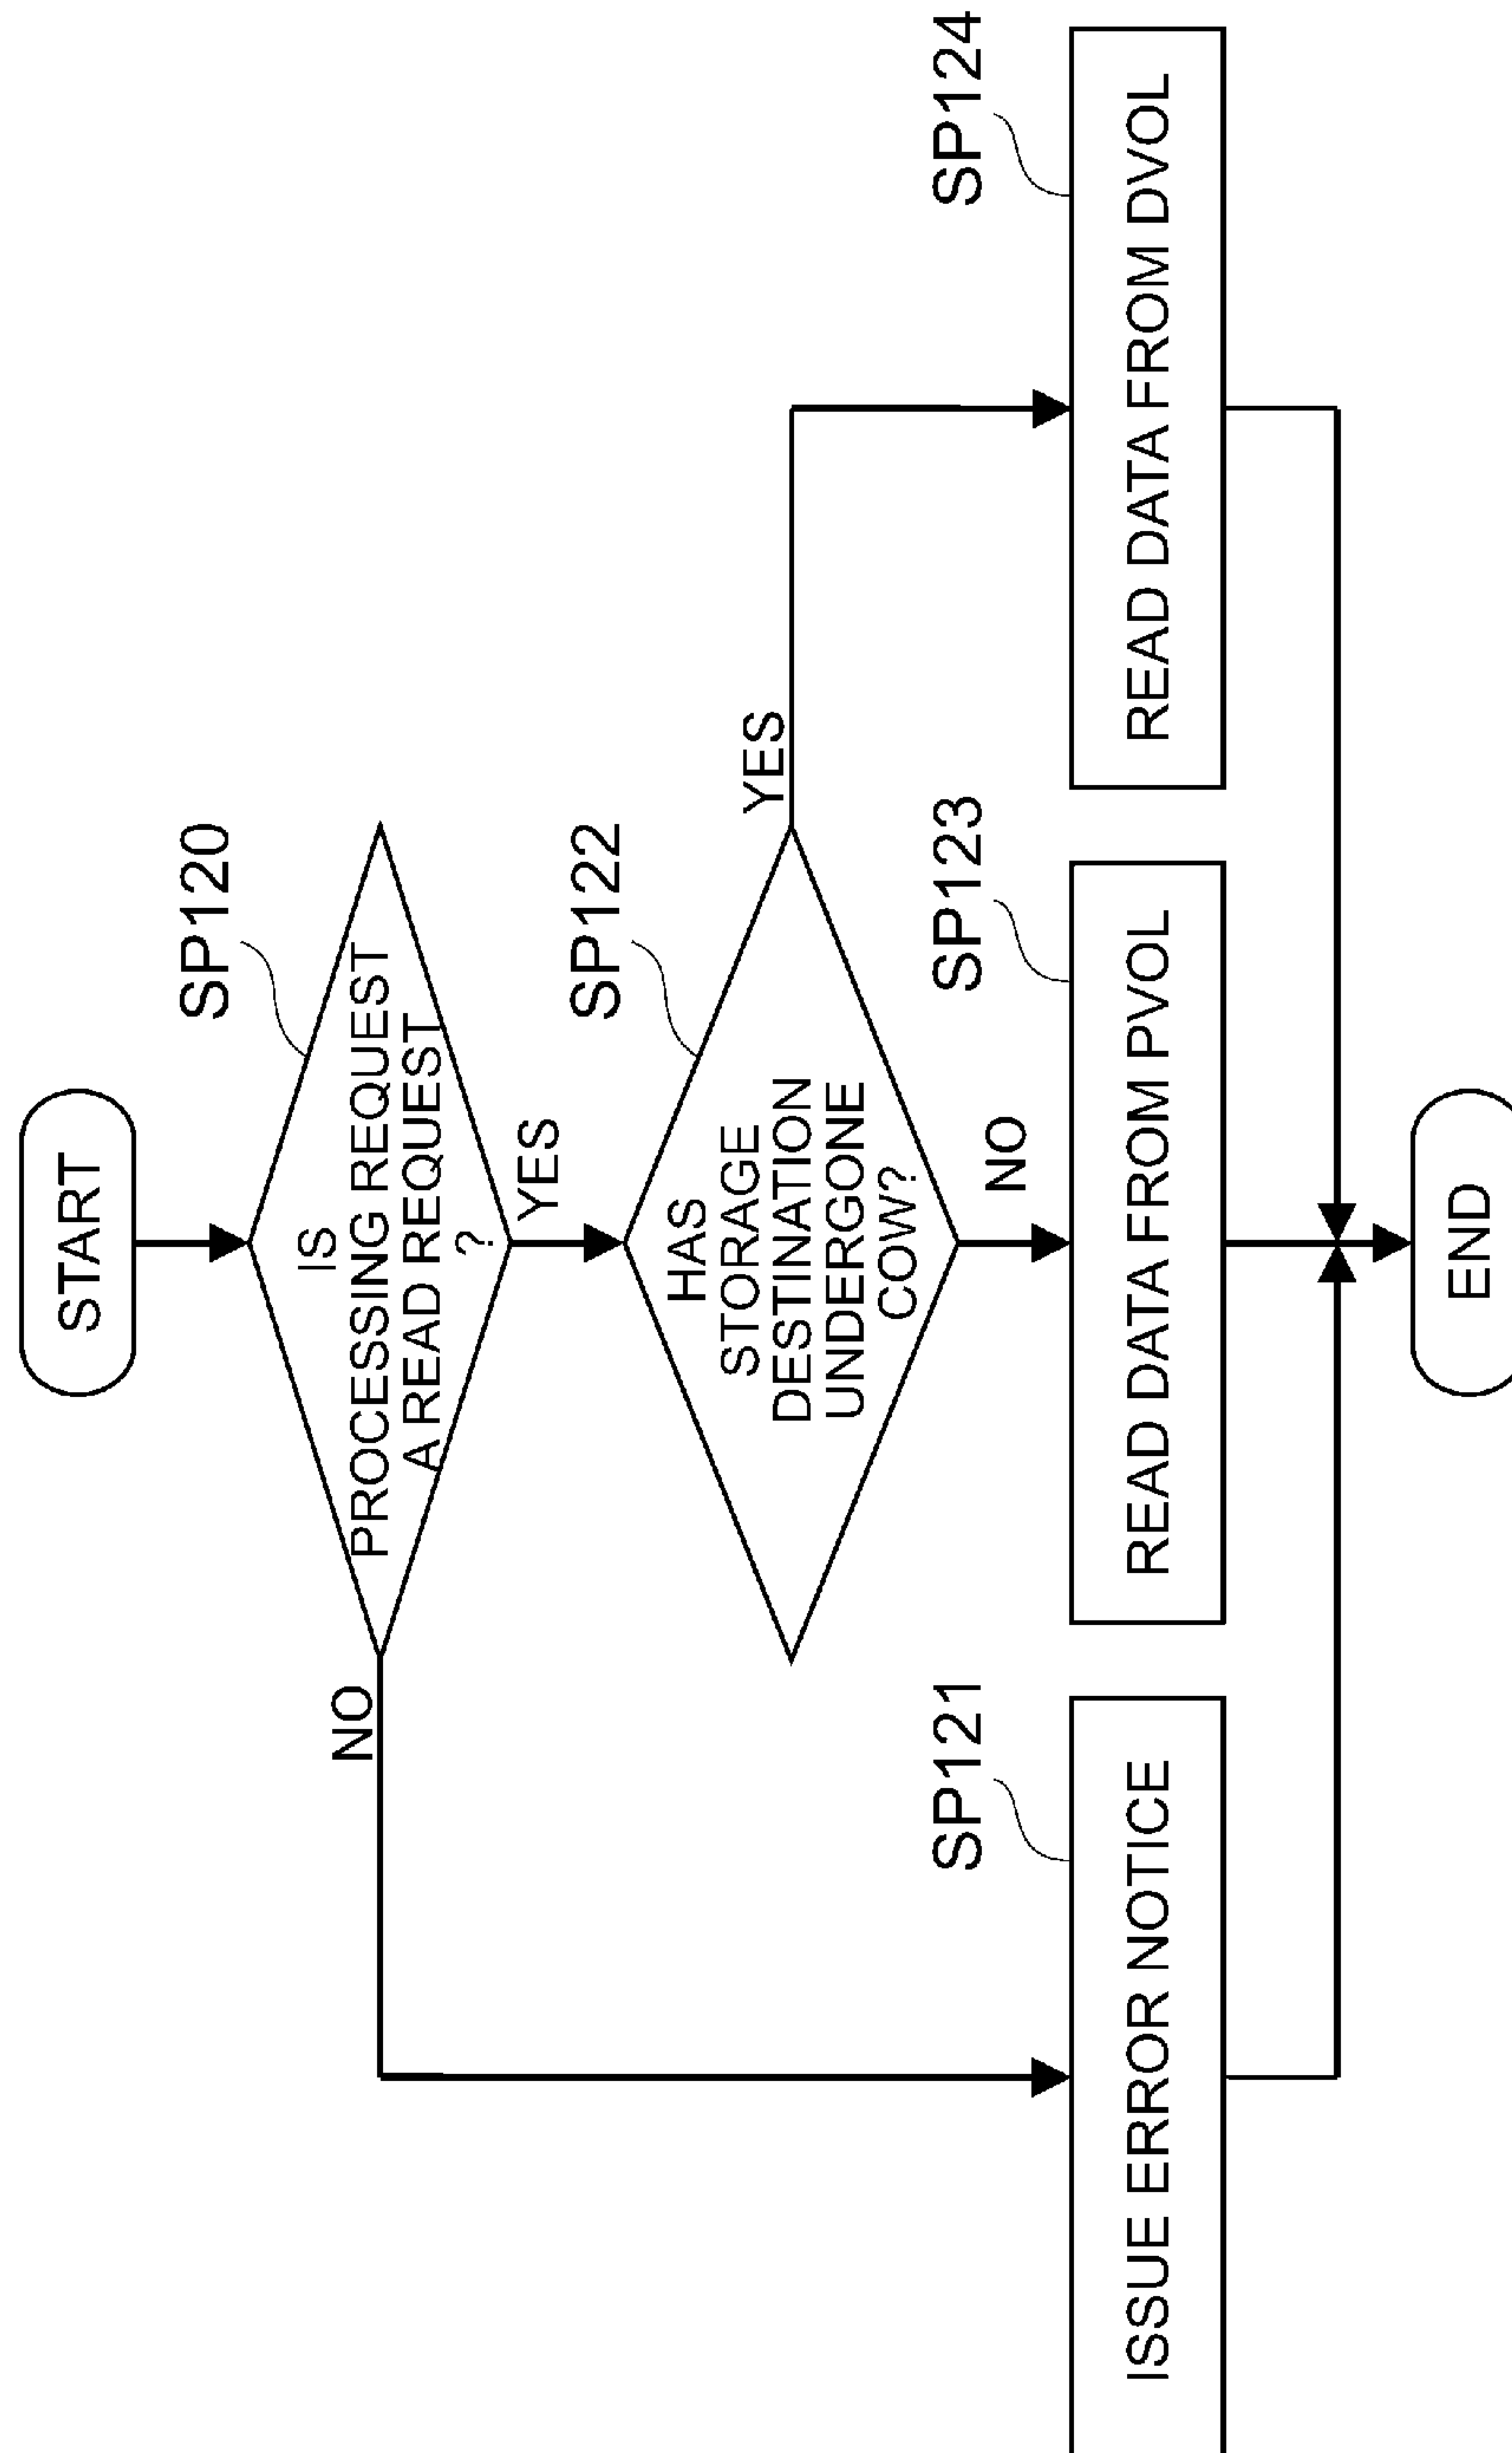 START
SP120
IS
PROCESSING REQUEST
A READ REQUEST
?
NO
YES
SP122
HAS
STORAGE
DESTINATION
UNDERGONE
COW?
YES
NO
SP121
ISSUE ERROR NOTICE
SP123
READ DATA FROM PVOL
SP124
READ DATA FROM DVOL
END